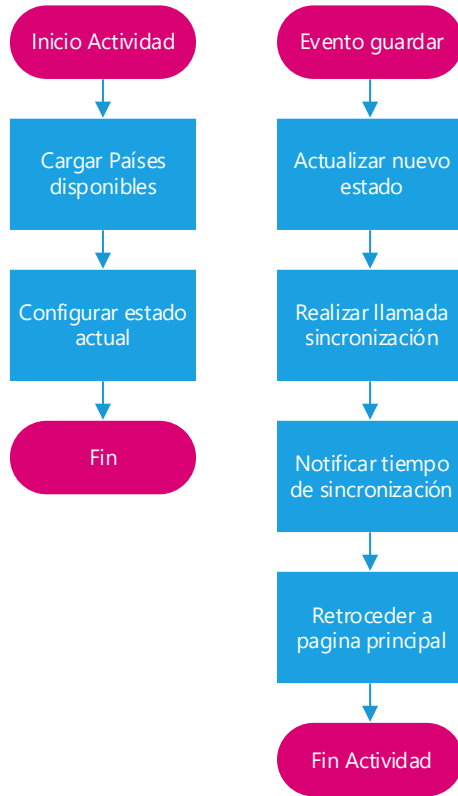 Inicio Actividad
Cargar Países
disponibles
Configurar estado
actual
Fin
Evento guardar
Actualizar nuevo
estado
Realizar llamada
sincronización
Notificar tiempo
de sincronización
Retroceder a
pagina principal
Fin Actividad